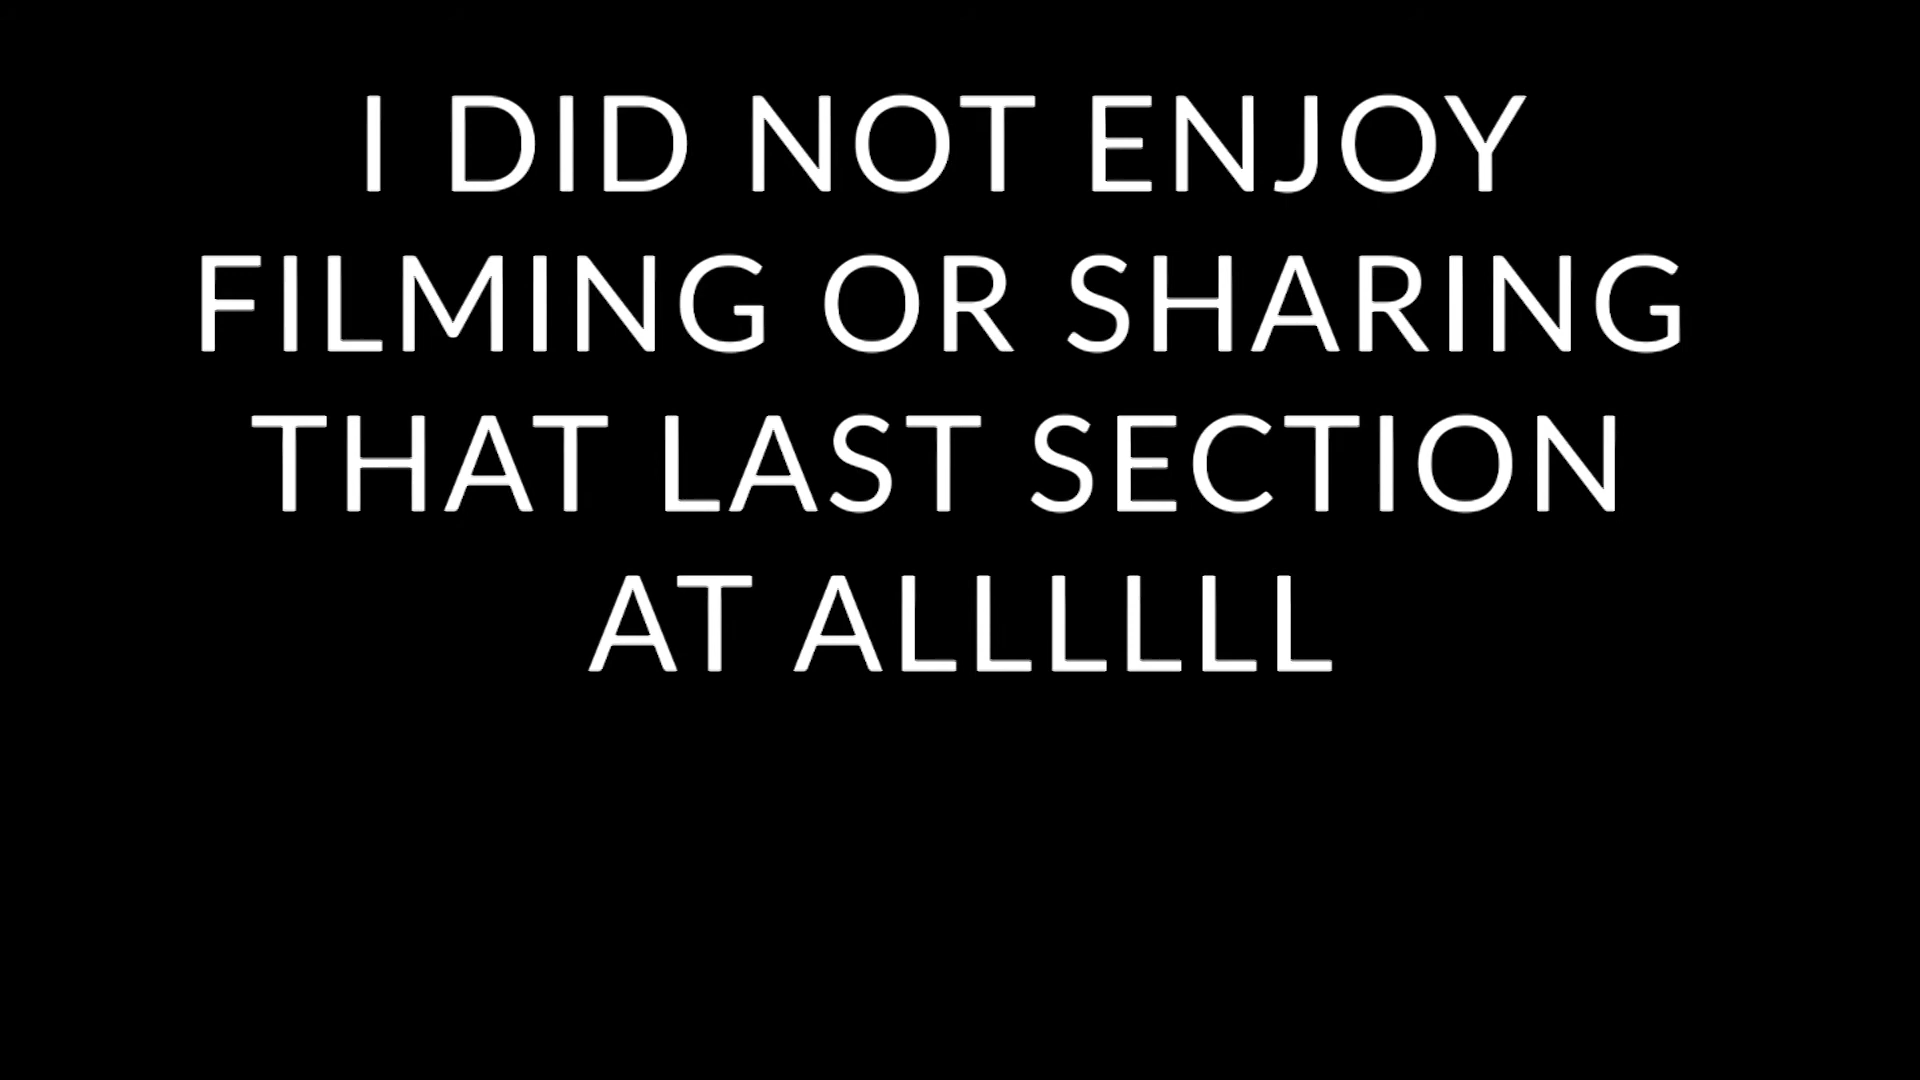 I DID NOT ENJOY
FILMING OR SHARING
THAT LAST SECTION
AT ALLLLLL